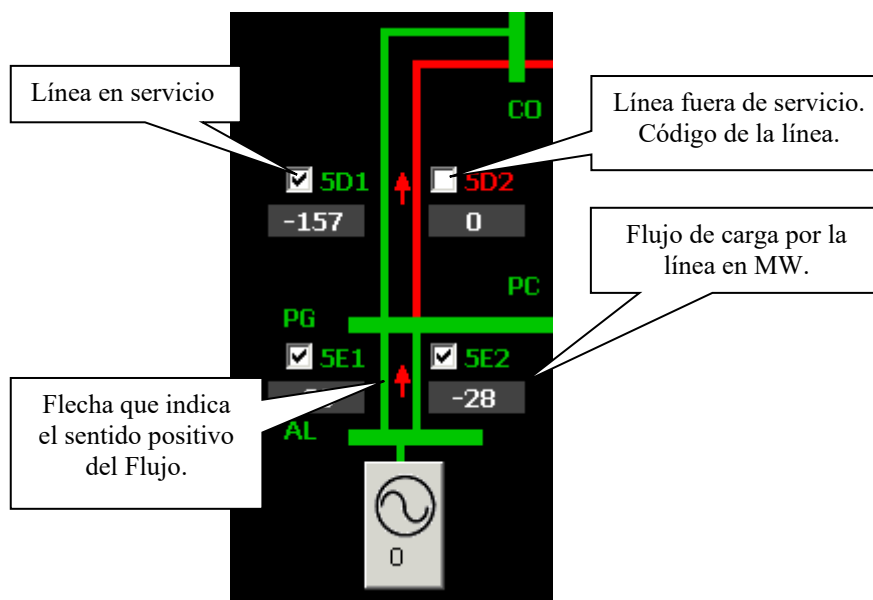 Línea en servicio
Línea fuera de servicio.
Código de la línea.
CO
5D1
5D2
-157
0
Flujo de carga por la
línea en MW.
PC
PG
5E1
5E2
-28
Flecha que indica
el sentido positivo
del Flujo.
AL
0